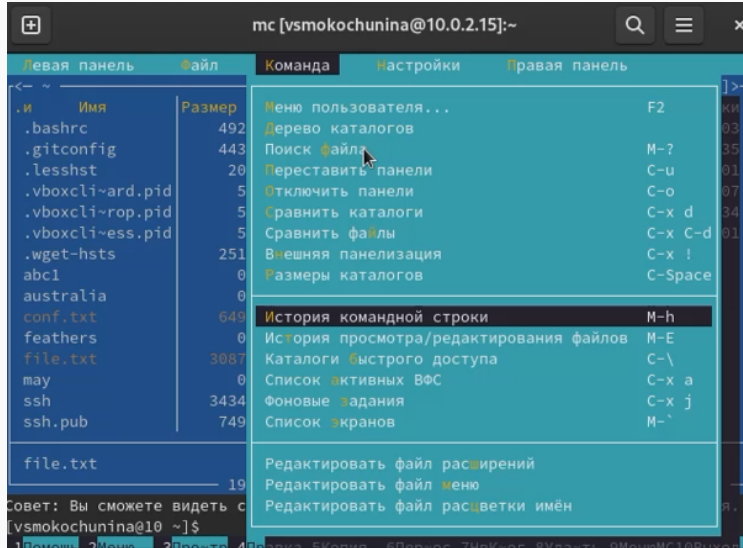 mc [vsmokochunina@10.0.2.15]:~
Левая панель Файл Команда Настройки Правая панель
<— ~
.и Имя Размер
.bashrc 492
.gitconfig 443
.lesshst 20
.vboxcli~ard.pid 5
.vboxcli~rop.pid 5
.vboxcli~ess.pid 5
.wget-hsts 251
abc1 0
australia 0
conf.txt 649
feathers 0
file.txt 3087
may 0
ssh 3434
ssh.pub 749
file.txt
19
Меню пользователя... F2
Дерево каталогов
Поиск файла M-?
Переставить панели C-u
Отключить панели C-o
Сравнить каталоги C-x d
Сравнить файлы C-x C-d
Внешняя панелизация C-x !
Размеры каталогов C-Space
История командной строки M-h
История просмотра/редактирования файлов M-E
Каталоги быстрого доступа C-\
Список активных ВФС C-x a
Фоновые задания C-x j
Список экранов M-`
Редактировать файл расширений
Редактировать файл меню
Редактировать файл расцветки имён
Совет: Вы сможете видеть с
[vsmokochunina@10 ~]$